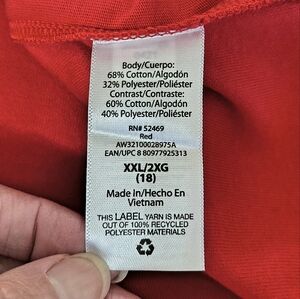 Body/Cuerpo:
68% Cotton/Algodón
32% Polyester/Poliéster
Contrast/Contraste:
60% Cotton/Algodón
40% Polyester/Poliéster
RN# 52469
Red
AW32100028975A
EAN/UPC 8 80977925313
XXL/2XG
(18)
Made In/Hecho En
Vietnam
THIS LABEL YARN IS MADE
OUT OF 100% RECYCLED
POLYESTER MATERIALS